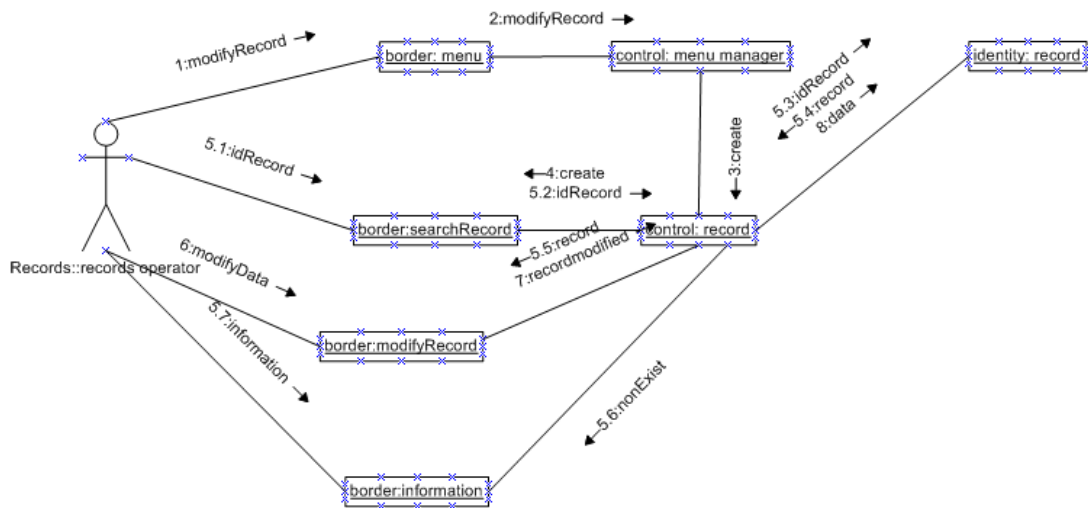 2:modifyRecord
1:modifyRecord
border: menu
control: menu manager
identity: record
5.3:idRecord
5.4:record
8:data
5.1:idRecord
4:create
5.2:idRecord
3:create
border:searchRecord
control: record
5.5:record
7:recordmodified
Records::records operator
6:modifyData
5.7:information
border:modifyRecord
5.6:nonExist
border:information